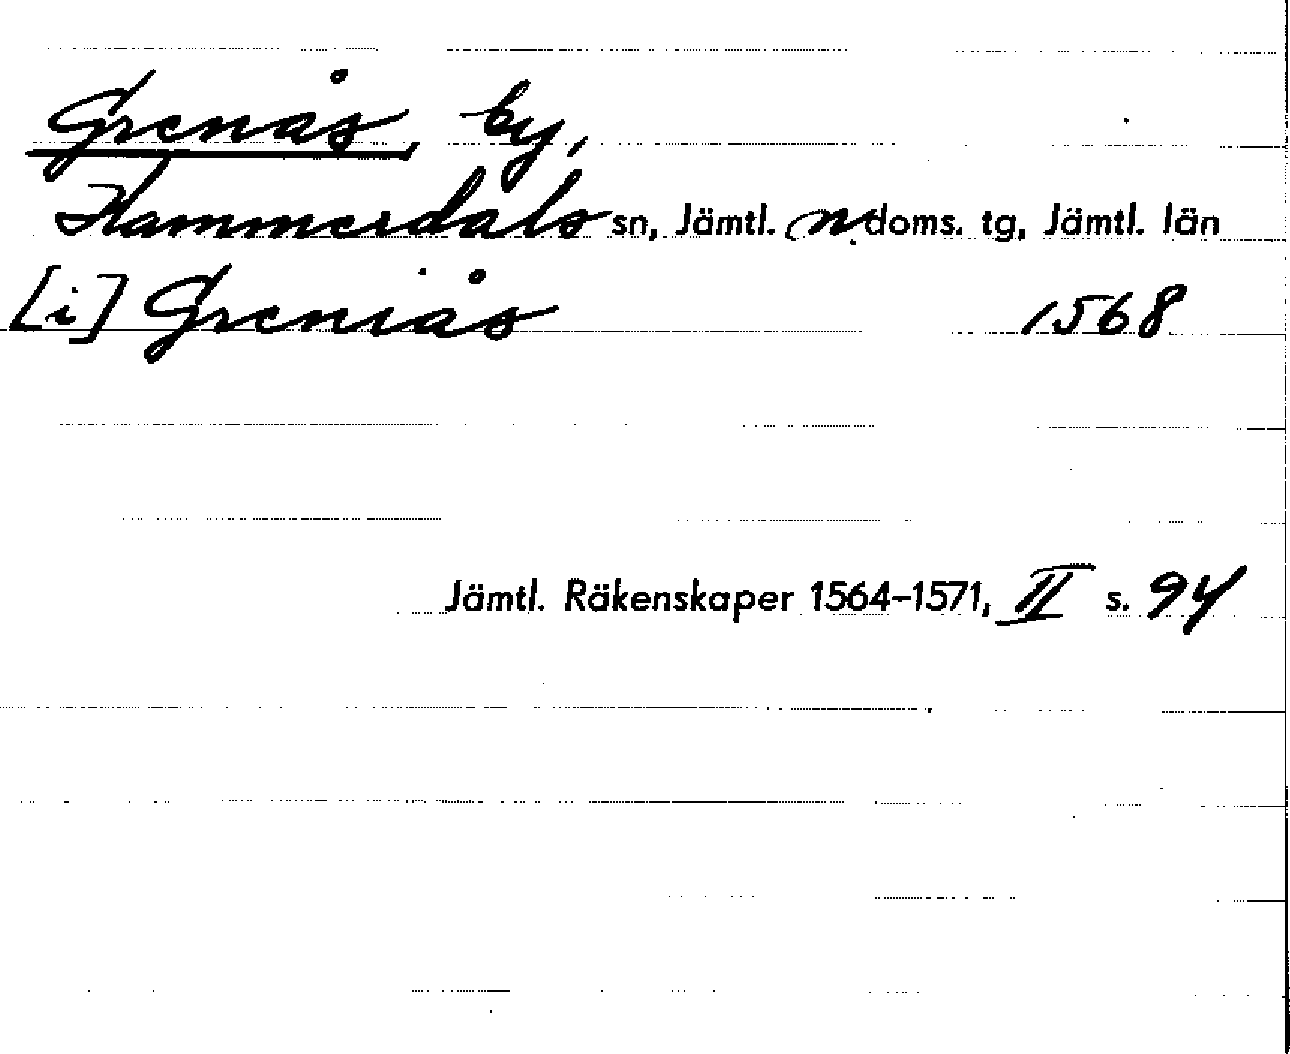 Grenås, by,
Hammerdals sn, Jämtl. n doms. tg, Jämtl. län
[i] Greniås 1568
Jämtl. Räkenskaper 1564-1571, II s. 94